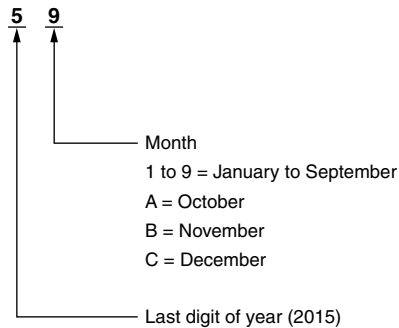 5 9
Month
1 to 9 = January to September
A = October
B = November
C = December
Last digit of year (2015)